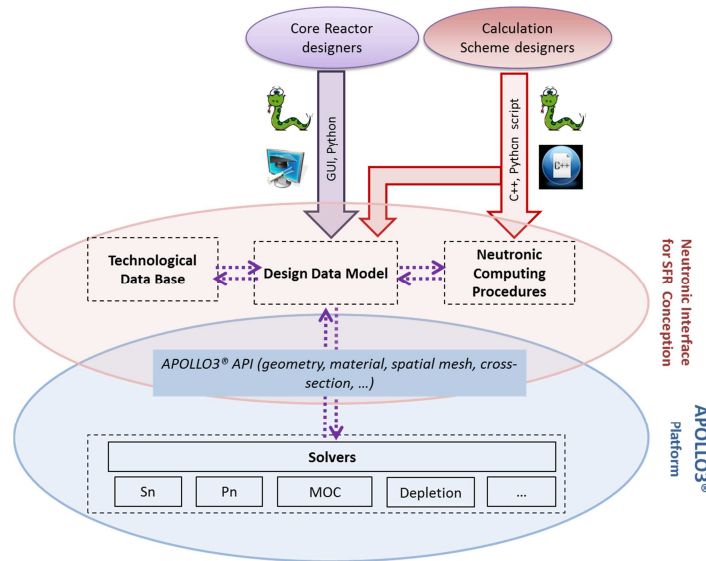 Core Reactor
designers
Calculation
Scheme designers
GUI, Python
C++, Python script
C++
Technological
Data Base
Design Data Model
Neutronic
Computing
Procedures
Neutronic Interface
for SFR Conception
APOLLO3® API (geometry, material, spatial mesh, cross-
section, ...)
APOLLO3®
Platform
Solvers
Sn
Pn
MOC
Depletion
...